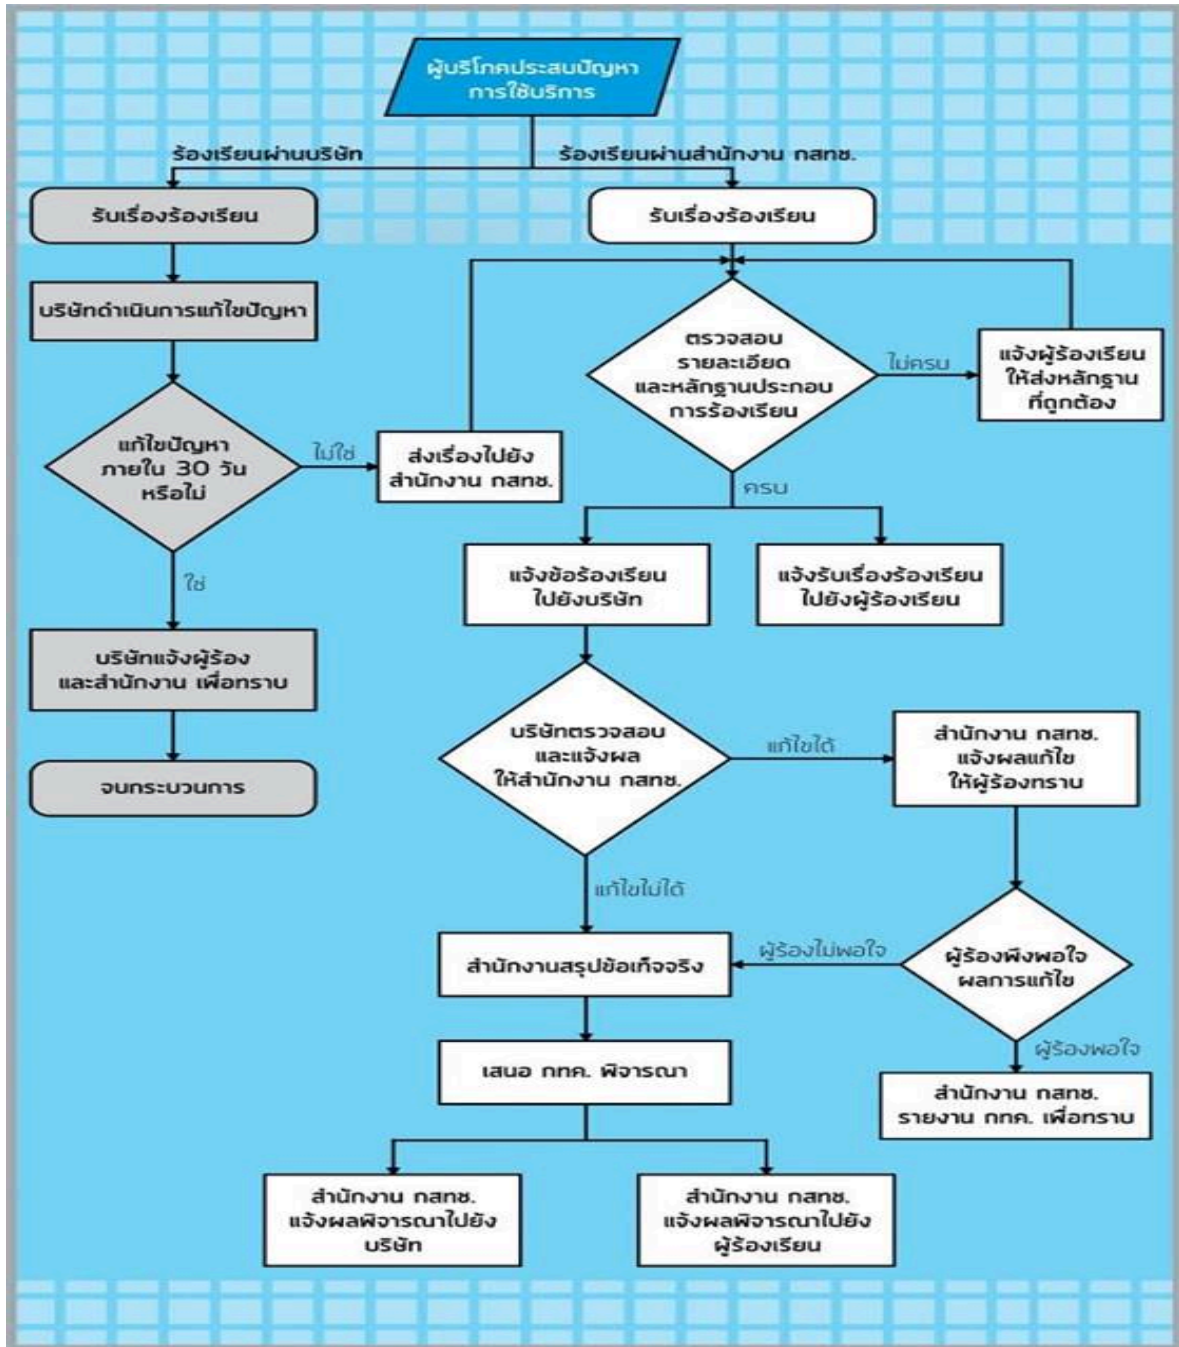 ผู้บริโภคประสบปัญหา
การใช้บริการ
ร้องเรียนผ่านบริษัท
ร้องเรียนผ่านสำนักงาน กสทช.
รับเรื่องร้องเรียน
รับเรื่องร้องเรียน
บริษัทดำเนินการแก้ไขปัญหา
ตรวจสอบ
รายละเอียด
และหลักฐานประกอบ
การร้องเรียน
ไม่ครบ
แจ้งผู้ร้องเรียน
ให้ส่งหลักฐาน
ที่ถูกต้อง
แก้ไขปัญหา
ภายใน 30 วัน
หรือไม่
ไม่ใช่
ส่งเรื่องไปยัง
สำนักงาน กสทช.
ครบ
ใช่
แจ้งข้อร้องเรียน
ไปยังบริษัท
แจ้งรับเรื่องร้องเรียน
ไปยังผู้ร้องเรียน
บริษัทแจ้งผู้ร้อง
และสำนักงาน เพื่อทราบ
จบกระบวนการ
บริษัทตรวจสอบ
และแจ้งผล
ให้สำนักงาน กสทช.
แก้ไขได้
สำนักงาน กสทช.
แจ้งผลแก้ไข
ให้ผู้ร้องทราบ
แก้ไขไม่ได้
สำนักงานสรุปข้อเท็จจริง
ผู้ร้องไม่พอใจ
ผู้ร้องพึงพอใจ
ผลการแก้ไข
ผู้ร้องพอใจ
เสนอ กทค. พิจารณา
สำนักงาน กสทช.
รายงาน กทค. เพื่อทราบ
สำนักงาน กสทช.
แจ้งผลพิจารณาไปยัง
บริษัท
สำนักงาน กสทช.
แจ้งผลพิจารณาไปยัง
ผู้ร้องเรียน